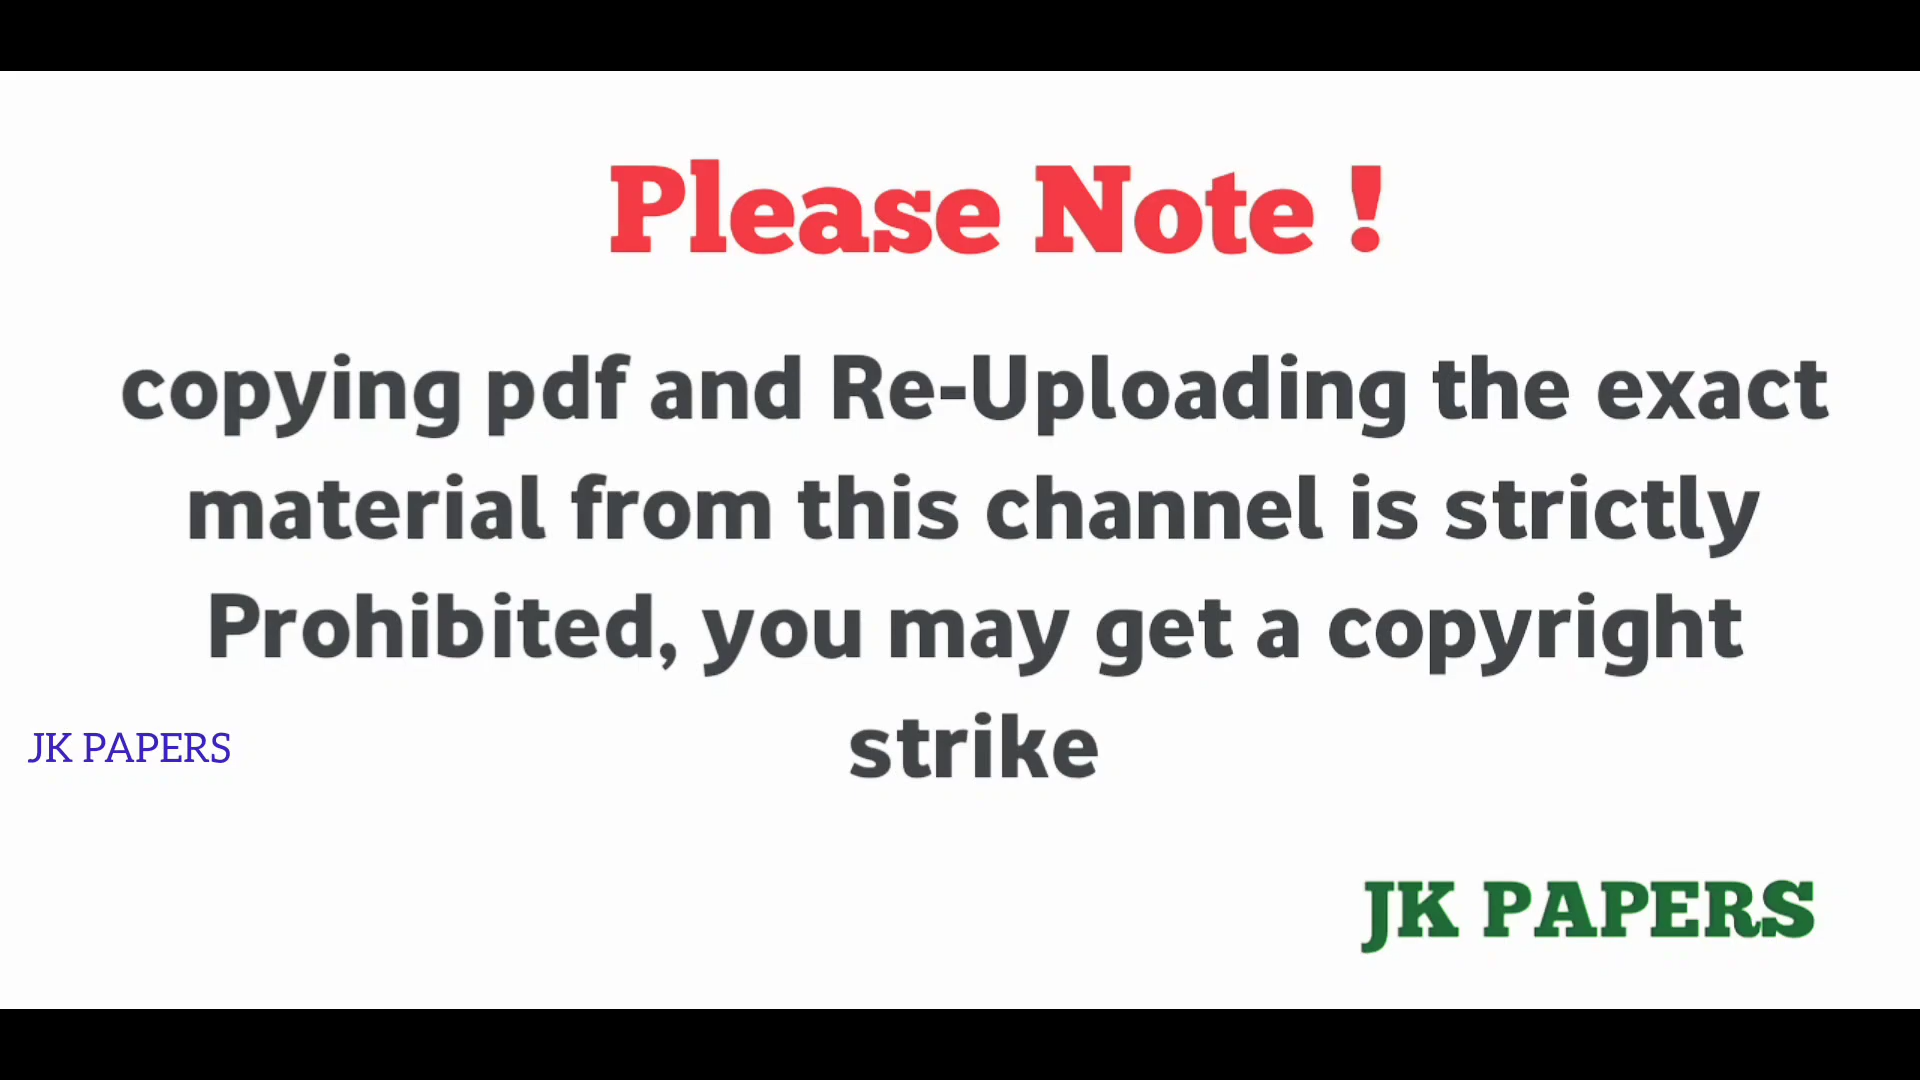 Please Note !
copying pdf and Re-Uploading the exact
material from this channel is strictly
Prohibited, you may get a copyright
strike
JK PAPERS
JK PAPERS